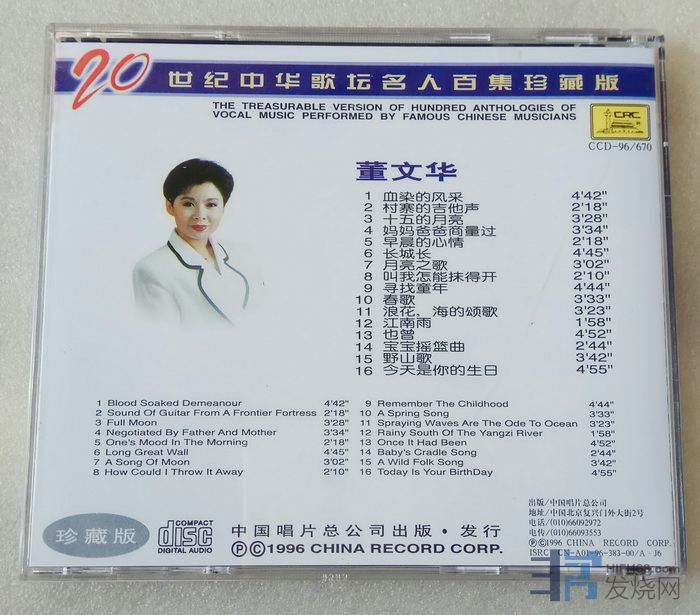 20世纪中华歌坛名人百集珍藏版
THE TREASURABLE VERSION OF HUNDRED ANTHOLOGIES OF
VOCAL MUSIC PERFORMED BY FAMOUS CHINESE MUSICIANS
CRC
CCD-96/670
董文华
1 血染的风采 4'42"
2 村寨的吉他声 2'18"
3 十五的月亮 3'28"
4 妈妈爸爸商量过 3'34"
5 早晨的心情 2'18"
6 长城长 4'45"
7 月亮之歌 3'02"
8 叫我怎能抹得开 2'10"
9 寻找童年 4'44"
10 春歌 3'33"
11 浪花，海的颂歌 3'23"
12 江南雨 1'58"
13 也曾 4'52"
14 宝宝摇篮曲 2'44"
15 野山歌 3'42"
16 今天是你的生日 4'55"
1 Blood Soaked Demeanour 4'42"
2 Sound Of Guitar From A Frontier Fortress 2'18"
3 Full Moon 3'28"
4 Negotiated By Father And Mother 3'34"
5 One's Mood In The Morning 2'18"
6 Long Great Wall 4'45"
7 A Song Of Moon 3'02"
8 How Could I Throw It Away 2'10"
9 Remember The Childhood 4'44"
10 A Spring Song 3'33"
11 Spraying Waves Are The Ode To Ocean 3'23"
12 Rainy South Of The Yangzi River 1'58"
13 Once It Had Been 4'52"
14 Baby's Cradle Song 2'44"
15 A Wild Folk Song 3'42"
16 Today Is Your BirthDay 4'55"
珍藏版
COMPACT
disc
DIGITAL AUDIO
中国唱片总公司出版·发行
ⓅⒸ1996 CHINA RECORD CORP.
出版/中国唱片总公司
地址/中国北京复兴门外大街2号
电话/(010)66092972
电传/(010)66093553
ⓅⒸ1996 CHINA RECORD CORP.
ISRC CN-A01-96-383-00/A·J6
HIFU88.com
发烧网